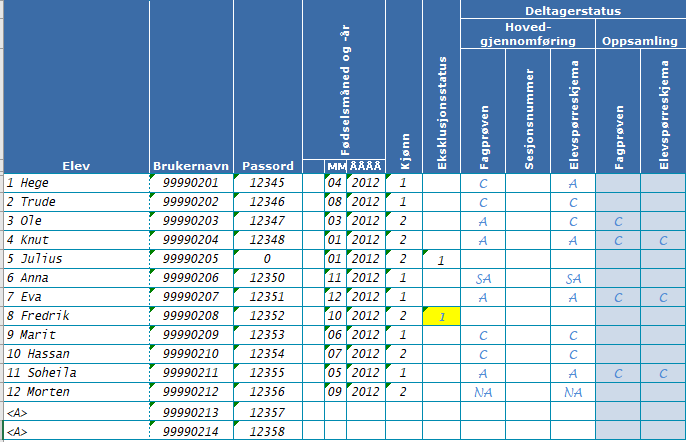 Deltagerstatus
Hoved-
gjennomføring
Oppsamling
Elev
Brukernavn
Passord
Fødselsmåned og -år
MM
ÅÅÅÅ
Kjønn
Eksklusjonsstatus
Fagprøven
Sesjonsnummer
Elevspørreskjema
Fagprøven
Elevspørreskjema
1 Hege 99990201 12345 04 2012 1 C A
2 Trude 99990202 12346 08 2012 1 C C
3 Ole 99990203 12347 03 2012 2 A C C
4 Knut 99990204 12348 01 2012 2 A A C C
5 Julius 99990205 0 01 2012 2 1
6 Anna 99990206 12350 11 2012 1 SA SA
7 Eva 99990207 12351 12 2012 1 A A C C
8 Fredrik 99990208 12352 10 2012 2 1
9 Marit 99990209 12353 06 2012 1 C C
10 Hassan 99990210 12354 07 2012 2 C C
11 Soheila 99990211 12355 05 2012 1 A A C C
12 Morten 99990212 12356 09 2012 2 NA NA
<A> 99990213 12357
<A> 99990214 12358